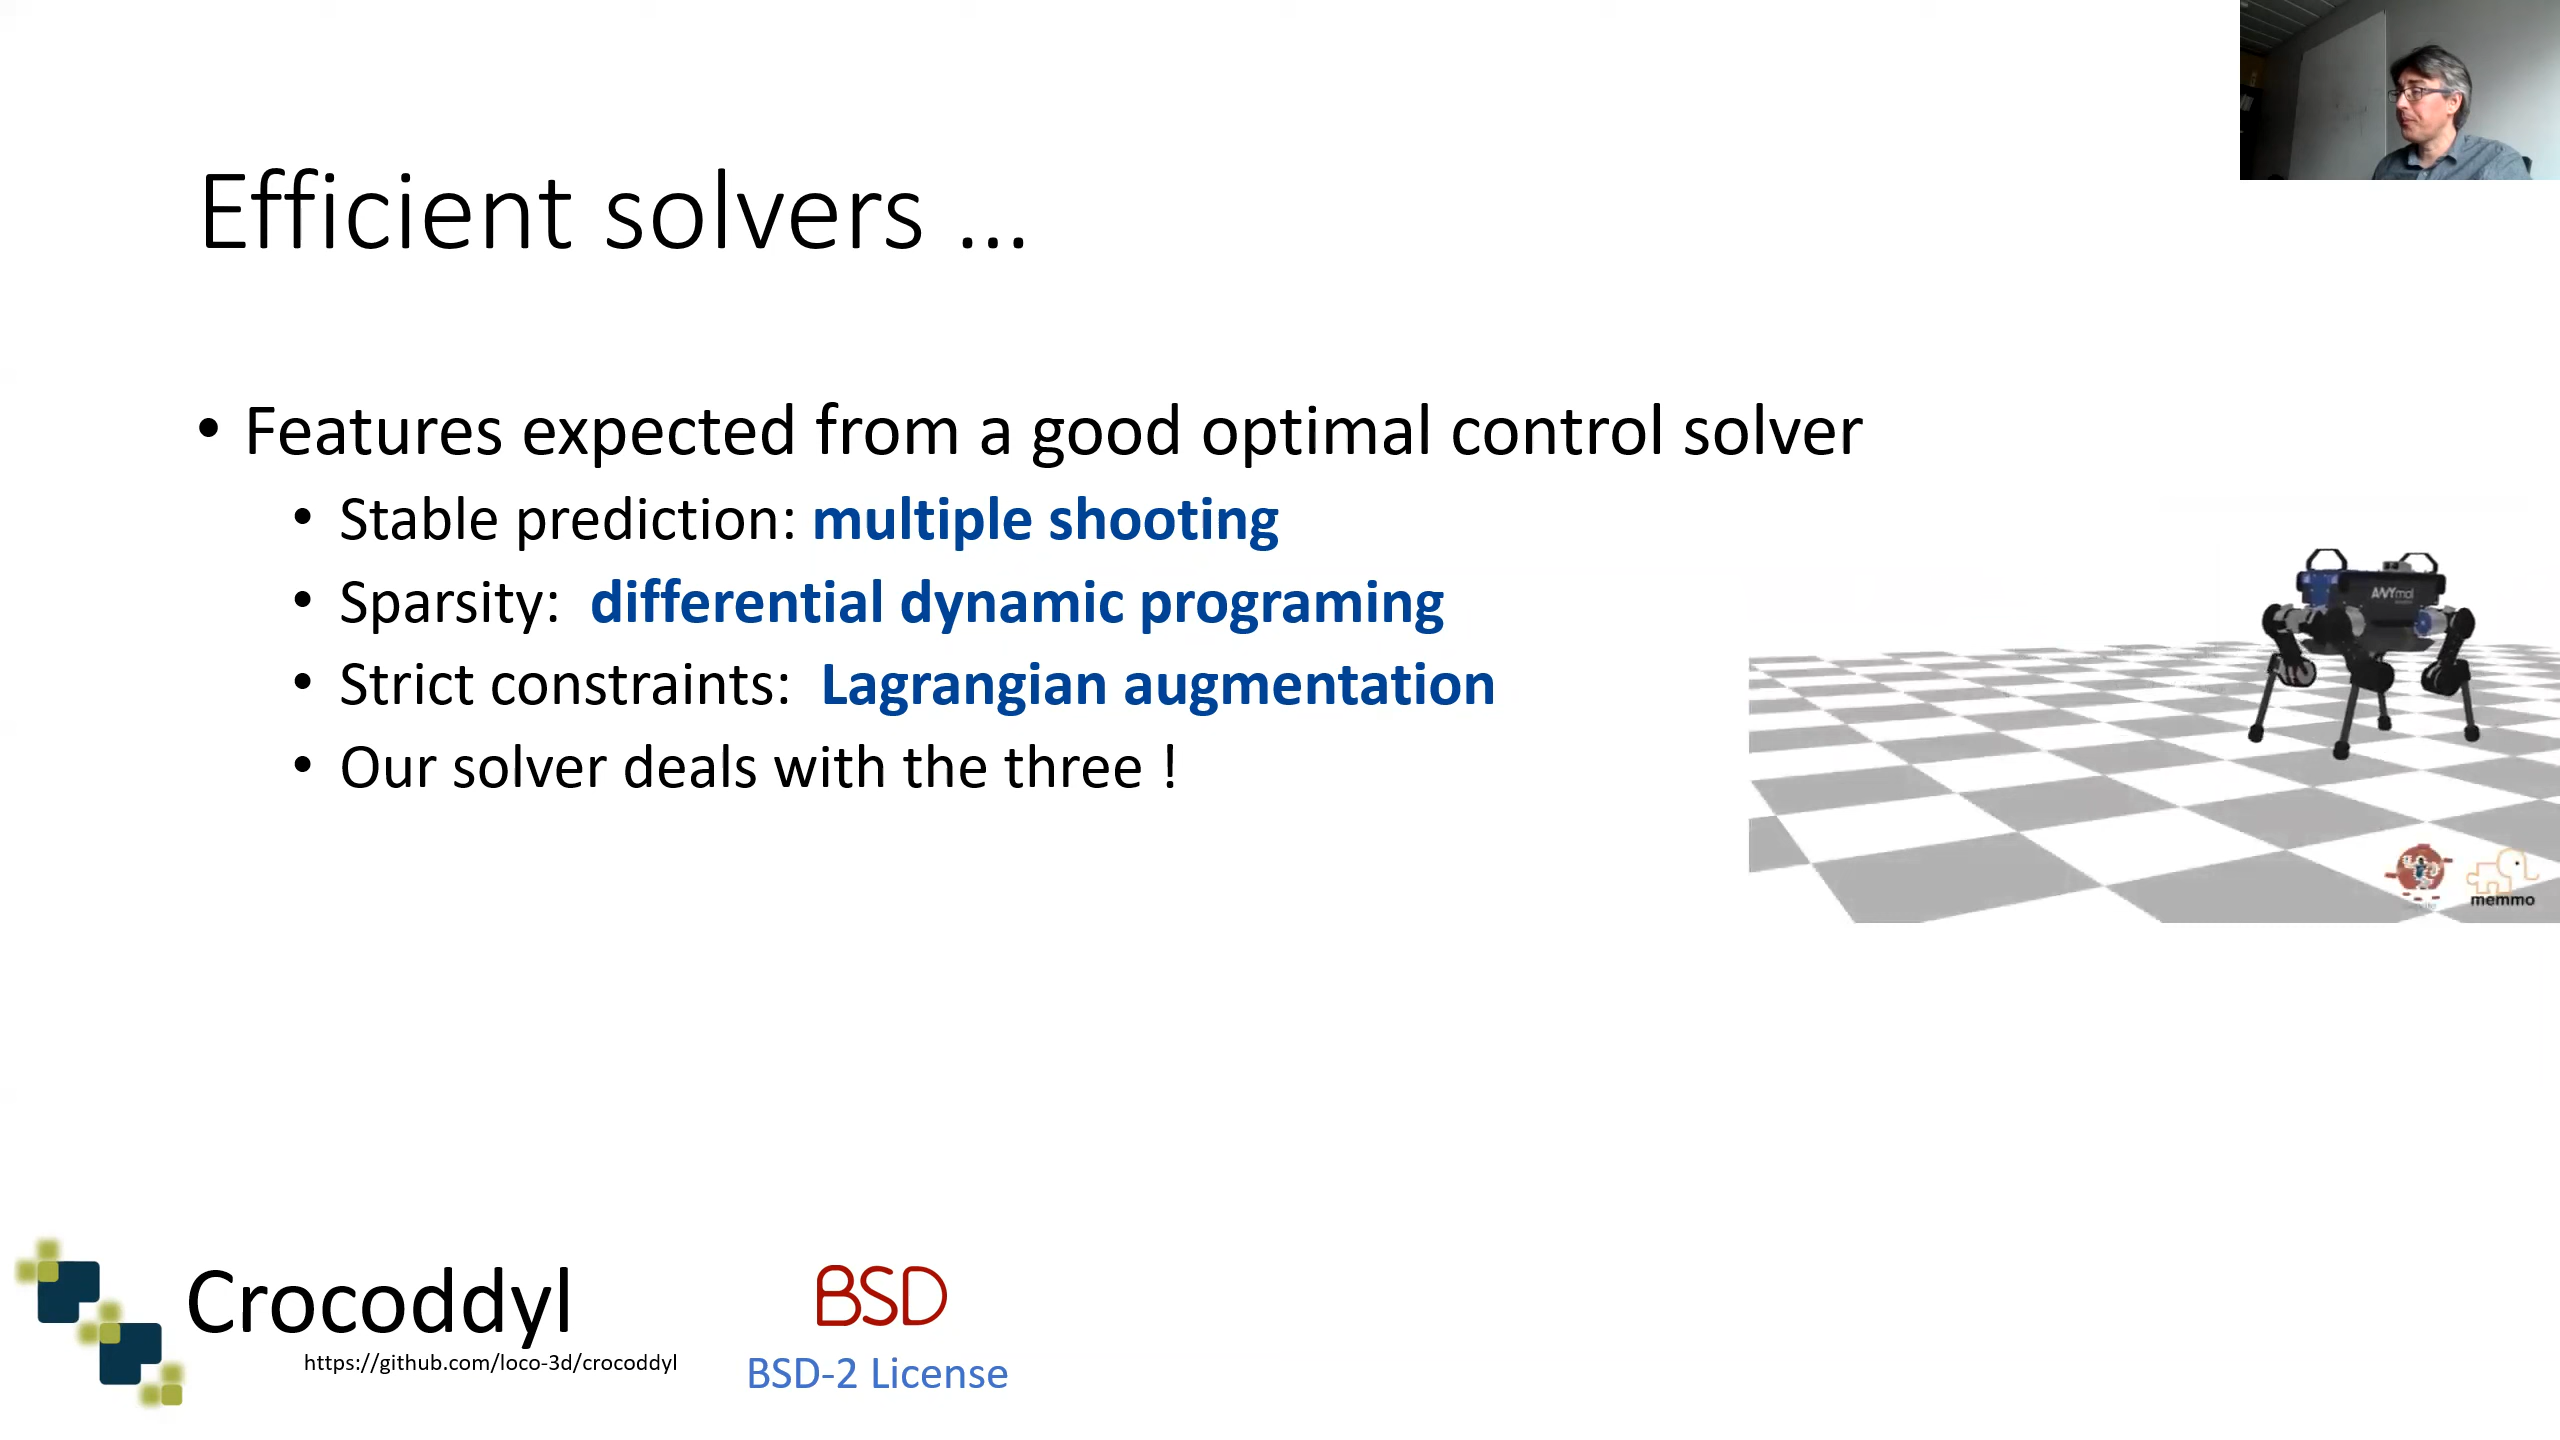 Efficient solvers ...
• Features expected from a good optimal control solver
• Stable prediction: multiple shooting
• Sparsity: differential dynamic programing
• Strict constraints: Lagrangian augmentation
• Our solver deals with the three !
ANYmal
memmo
Crocoddyl
https://github.com/loco-3d/crocoddyl
BSD
BSD-2 License